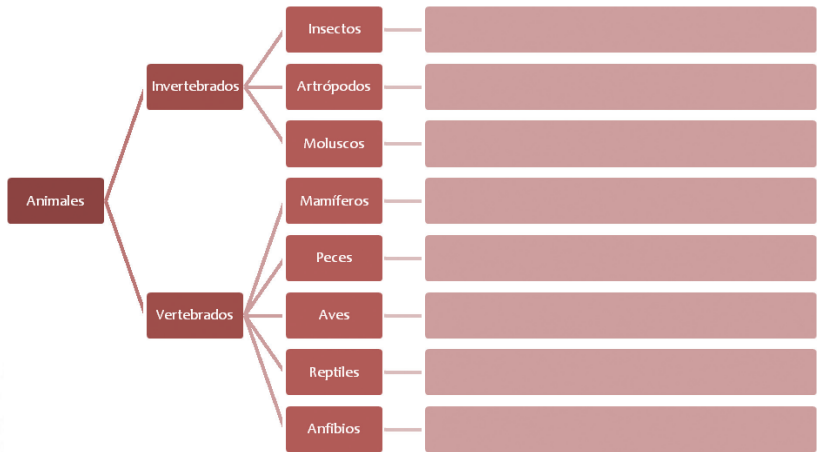 Animales
Invertebrados
Insectos
Artrópodos
Moluscos
Vertebrados
Mamíferos
Peces
Aves
Reptiles
Anfibios